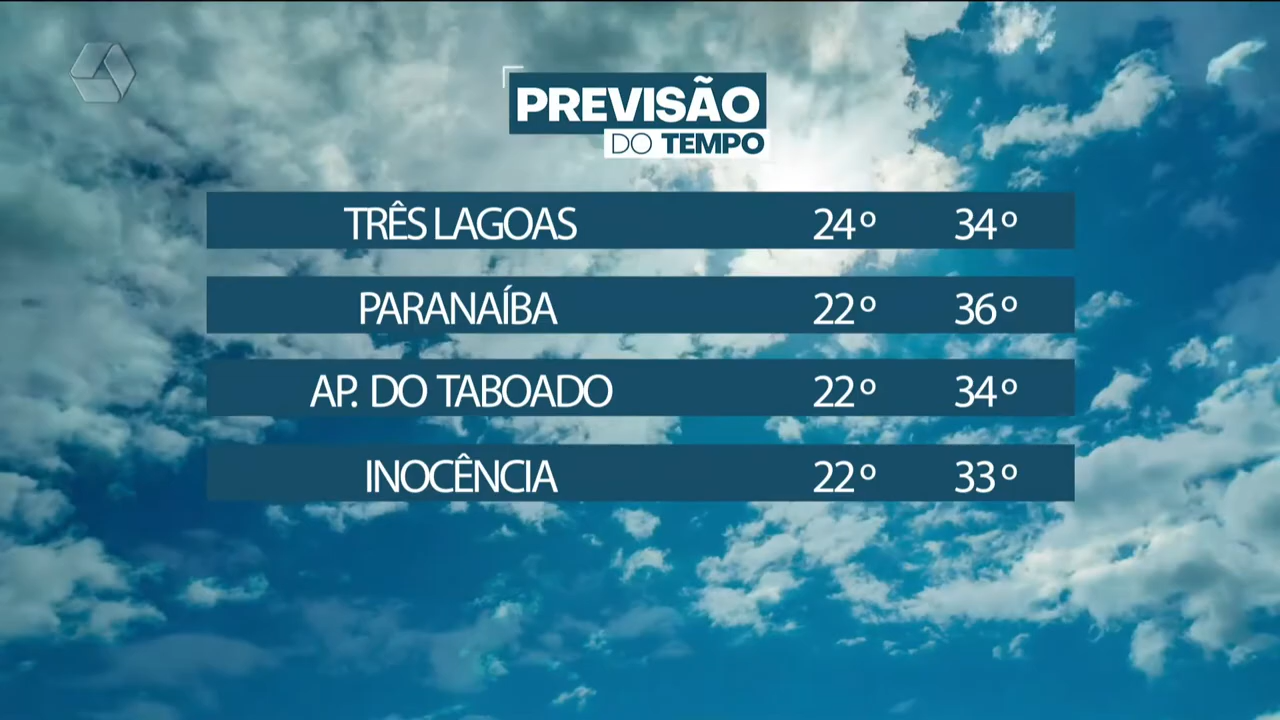 PREVISÃO
DO TEMPO
TRÊS LAGOAS 24º 34º
PARANAÍBA 22º 36º
AP. DO TABOADO 22º 34º
INOCÊNCIA 22º 33º